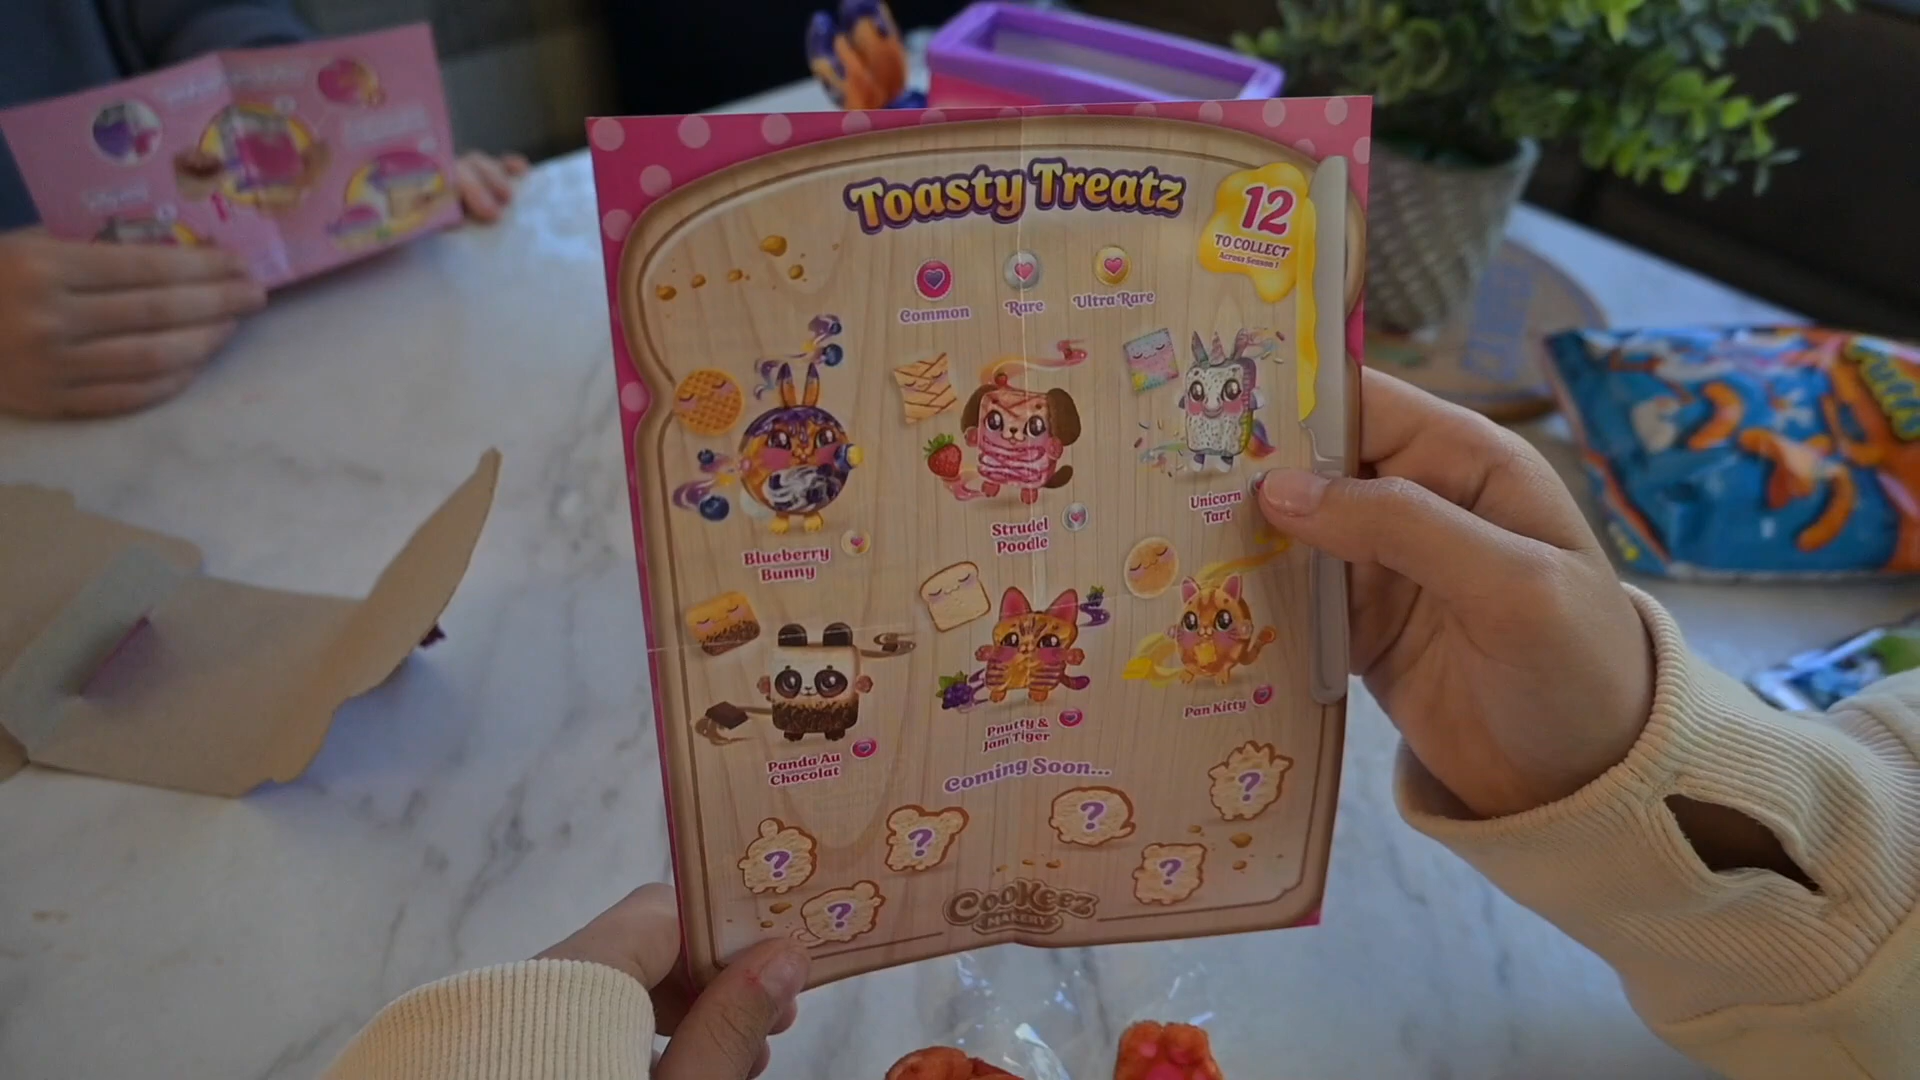 Toasty Treatz
12
TO COLLECT
Across Season 1
Common
Rare
Ultra Rare
Blueberry
Bunny
Strudel
Poodle
Unicorn
Tart
Panda Au
Chocolat
Pnutty &
Jam Tiger
Pan Kitty
Coming Soon...
?
?
?
?
?
?
CooKeez
MAKERY